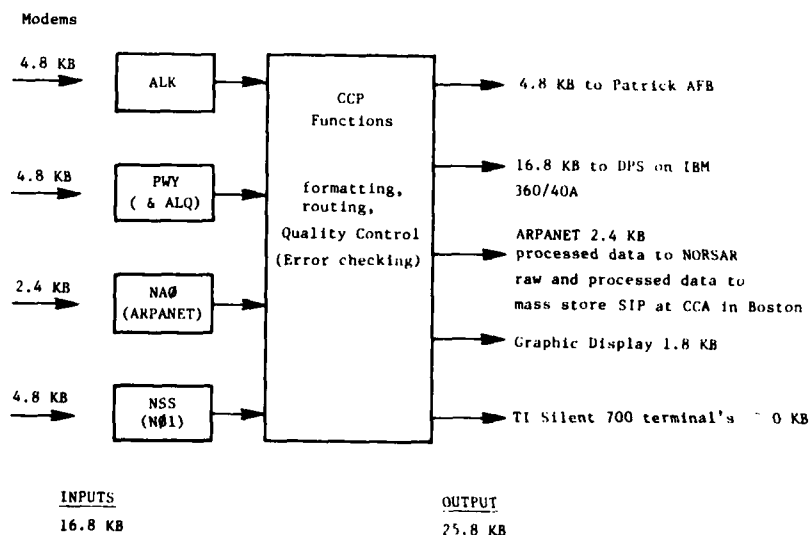 Modems
4.8 KB
ALK
4.8 KB
PWY
( & ALQ)
2.4 KB
NAØ
(ARPANET)
4.8 KB
NSS
(NØ1)
CCP
Functions
formatting,
routing,
Quality Control
(Error checking)
4.8 KB to Patrick AFB
16.8 KB to DPS on IBM
360/40A
ARPANET 2.4 KB
processed data to NORSAR
raw and processed data to
mass store SIP at CCA in Boston
Graphic Display 1.8 KB
TI Silent 700 terminal's 0 KB
INPUTS
16.8 KB
OUTPUT
25.8 KB